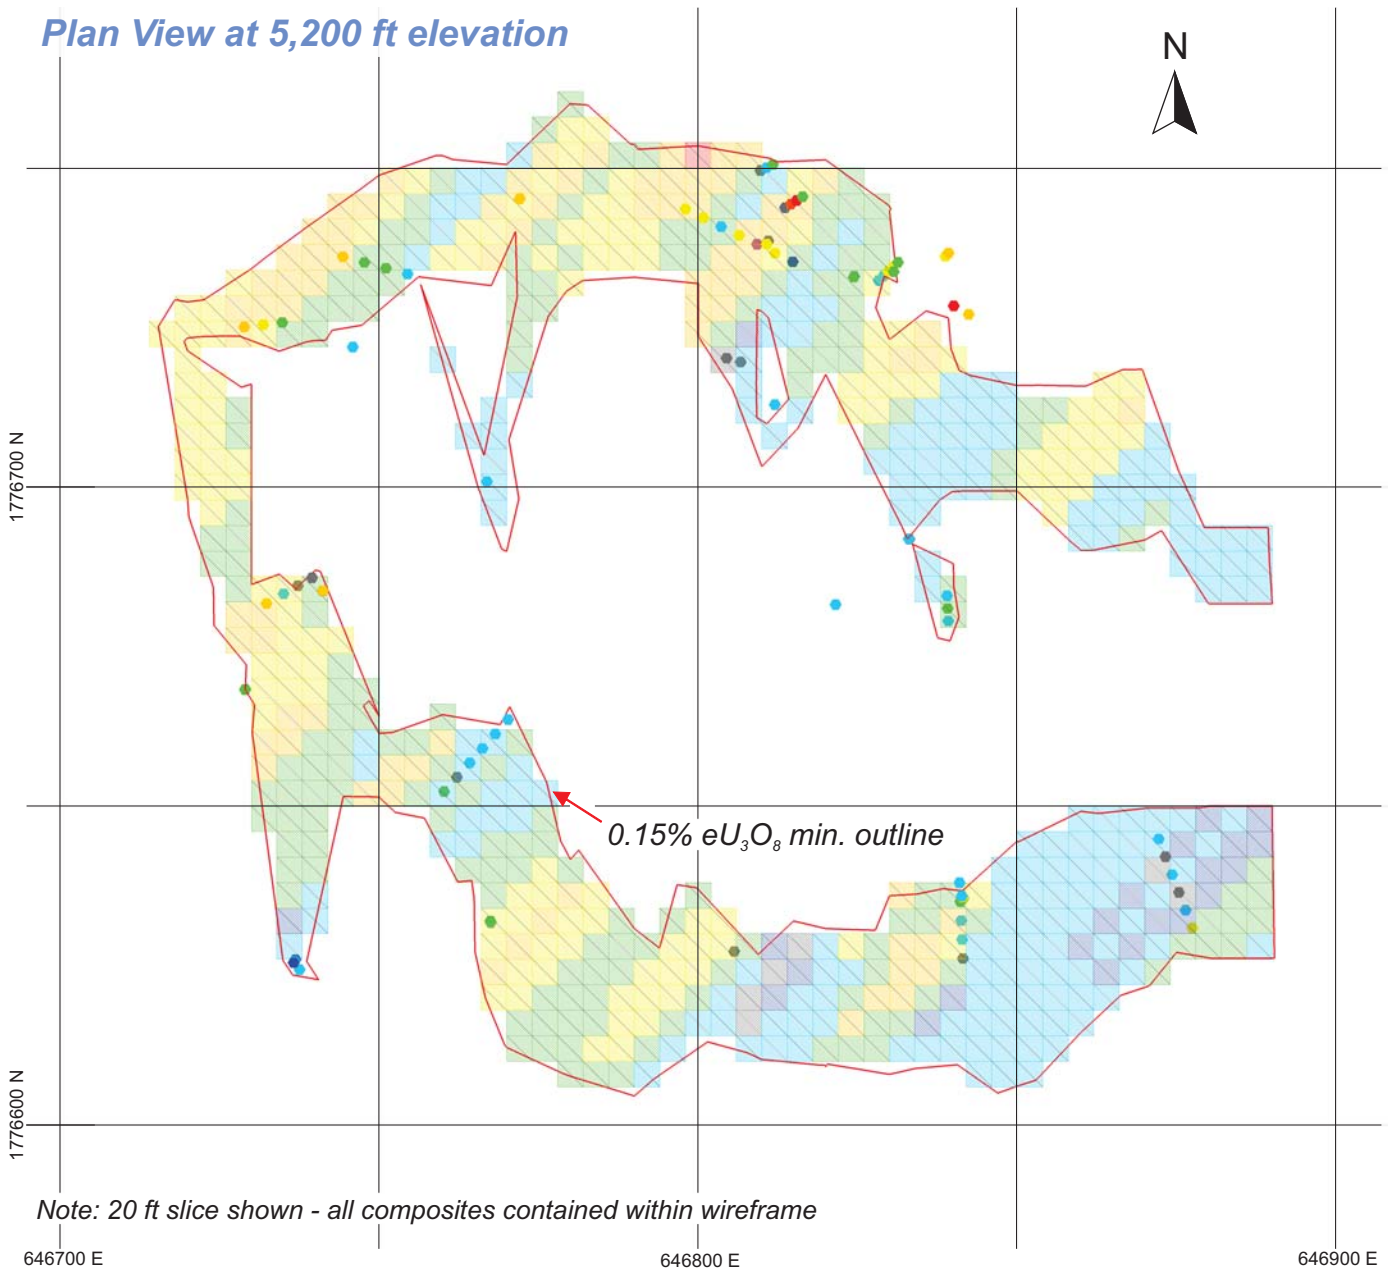 Plan View at 5,200 ft elevation
N
1776700 N
0.15% eU₃O₈ min. outline
1776600 N
Note: 20 ft slice shown - all composites contained within wireframe
646700 E
646800 E
646900 E